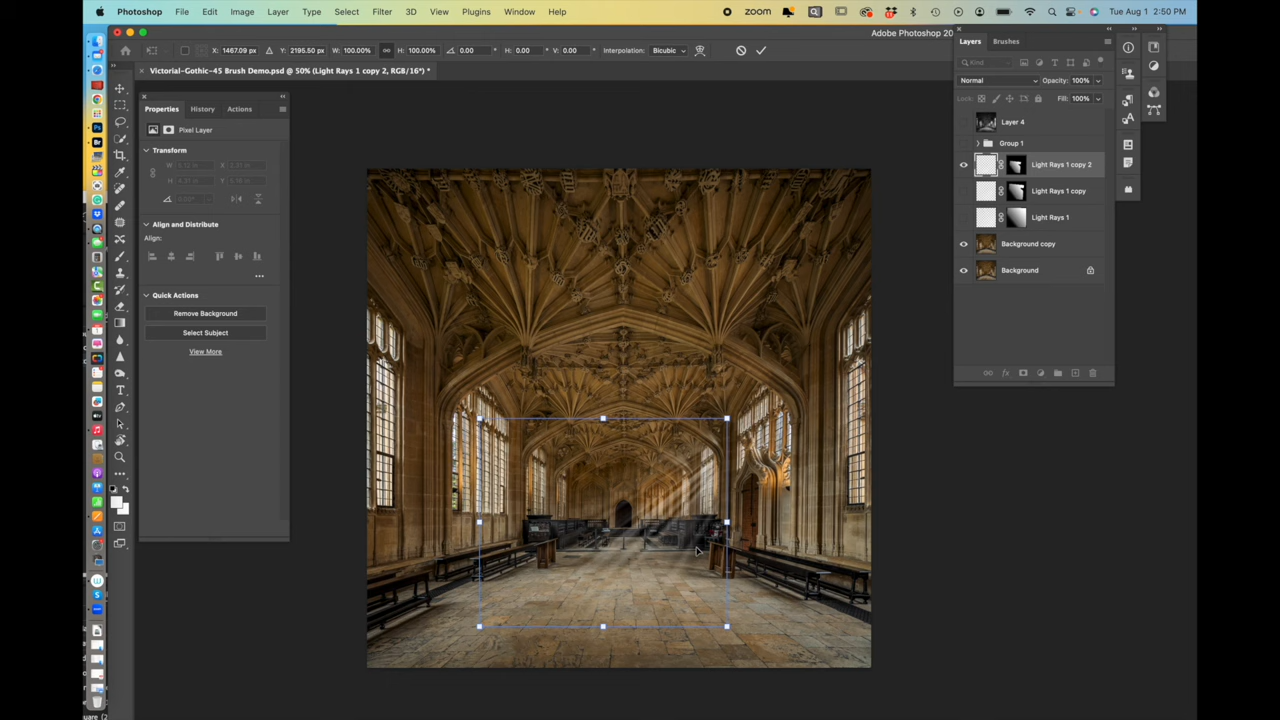 Photoshop File Edit Image Layer Type Select Filter 3D View Plugins Window Help zoom Tue Aug 1 2:50 PM
Adobe Photoshop 20
X: 1467.09 px Y: 2195.50 px W: 100.00% H: 100.00% 0.00 ° H: 0.00 ° V: 0.00 ° Interpolation: Bicubic
Victorial-Gothic-45 Brush Demo.psd @ 50% (Light Rays 1 copy 2, RGB/16*) *
Layers Brushes
Kind
Normal Opacity: 100%
Lock: Fill: 100%
Layer 4
Group 1
Light Rays 1 copy 2
Light Rays 1 copy
Light Rays 1
Background copy
Background
Properties History Actions
Pixel Layer
Transform
Align and Distribute
Align:
Quick Actions
Remove Background
Select Subject
View More